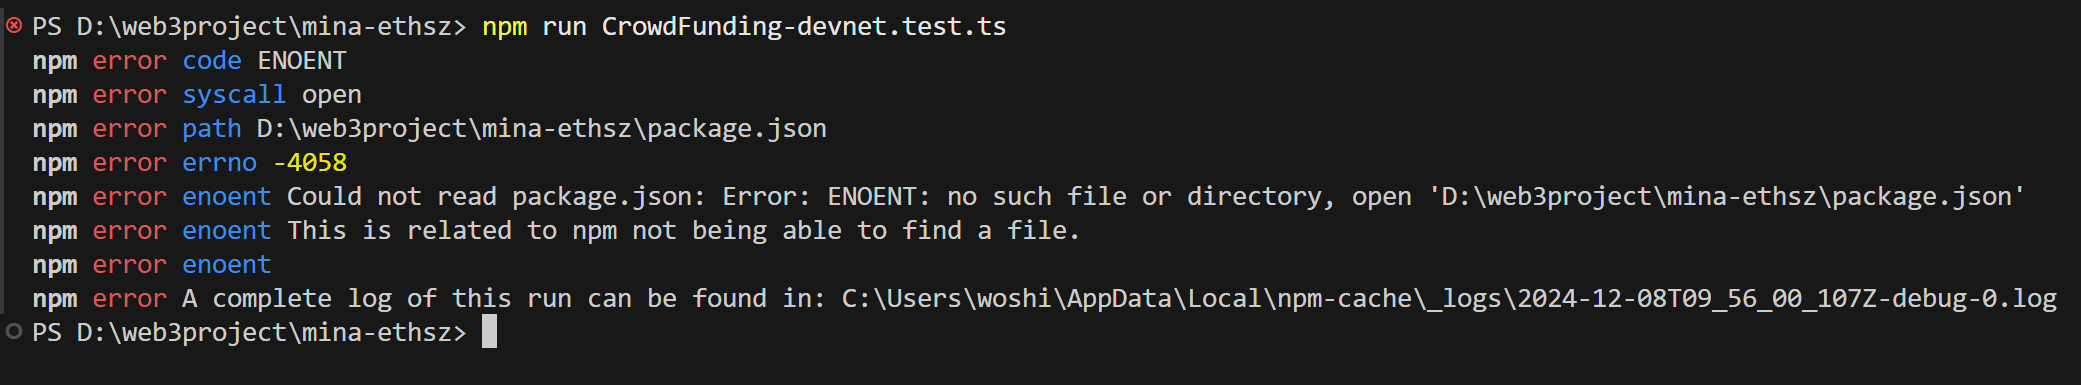 PS D:\web3project\mina-ethsz> npm run CrowdFunding-devnet.test.ts
npm error code ENOENT
npm error syscall open
npm error path D:\web3project\mina-ethsz\package.json
npm error errno -4058
npm error enoent Could not read package.json: Error: ENOENT: no such file or directory, open 'D:\web3project\mina-ethsz\package.json'
npm error enoent This is related to npm not being able to find a file.
npm error enoent
npm error A complete log of this run can be found in: C:\Users\woshi\AppData\Local\npm-cache\_logs\2024-12-08T09_56_00_107Z-debug-0.log
PS D:\web3project\mina-ethsz>